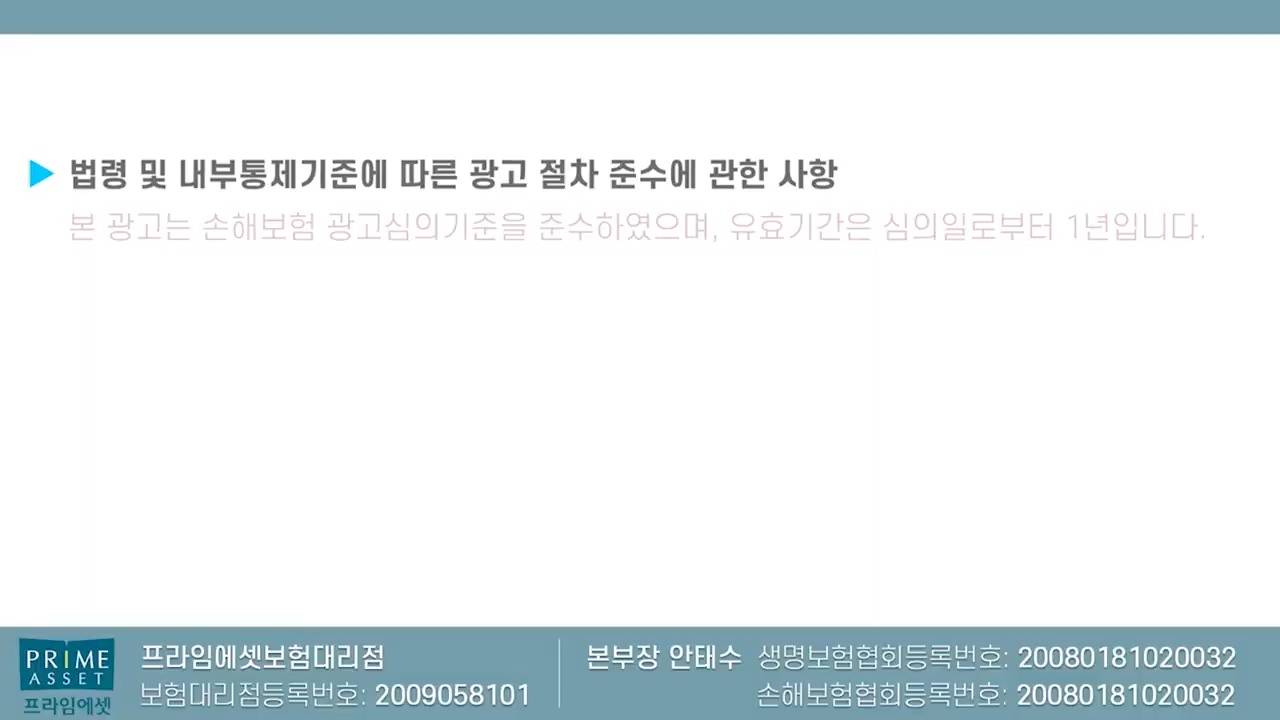 법령 및 내부통제기준에 따른 광고 절차 준수에 관한 사항
본 광고는 손해보험 광고심의기준을 준수하였으며, 유효기간은 심의일로부터 1년입니다.
PRIME
ASSET
프라임에셋
프라임에셋보험대리점
보험대리점등록번호: 2009058101
본부장 안태수 생명보험협회등록번호: 20080181020032
손해보험협회등록번호: 20080181020032